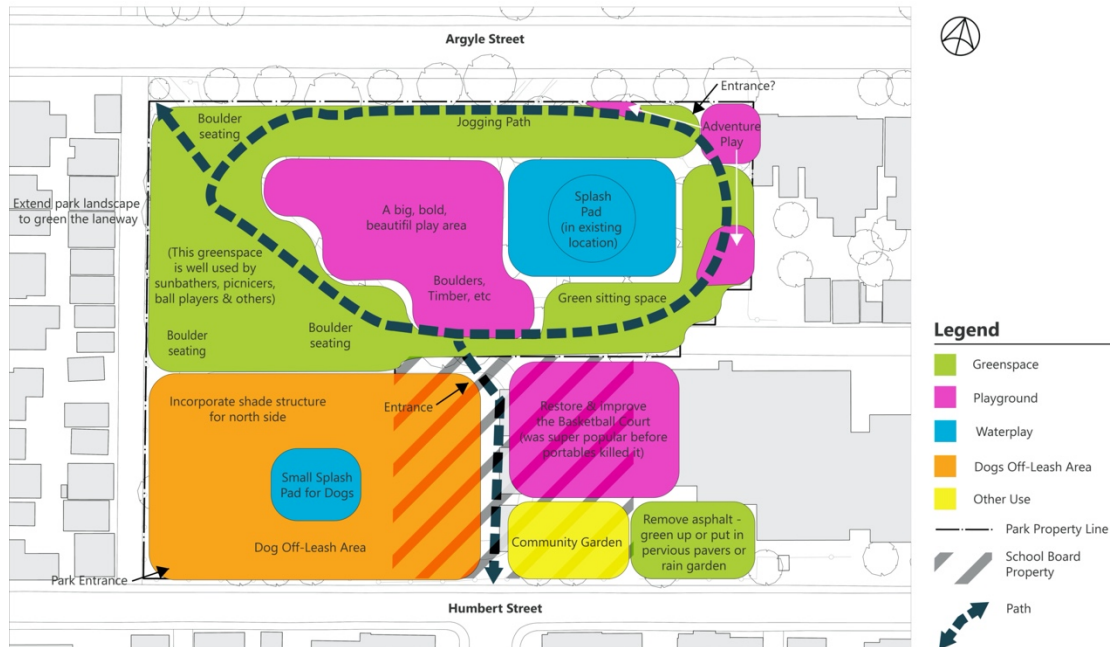 Argyle Street
Entrance?
Boulder
seating
Jogging Path
Adventure
Play
Extend park landscape
to green the laneway
A big, bold,
beautifil play area
Splash
Pad
(in existing
location)
(This greenspace
is well used by
sunbathers, picnicers,
ball players & others)
Boulders,
Timber, etc
Green sitting space
Boulder
seating
Boulder
seating
Incorporate shade structure
for north side
Entrance
Restore & improve
the Basketball Court
(was super popular before
portables killed it)
Small Splash
Pad for Dogs
Dog Off-Leash Area
Community Garden
Remove asphalt -
green up or put in
pervious pavers or
rain garden
Park Entrance
Humbert Street
Legend
Greenspace
Playground
Waterplay
Dogs Off-Leash Area
Other Use
Park Property Line
School Board
Property
Path